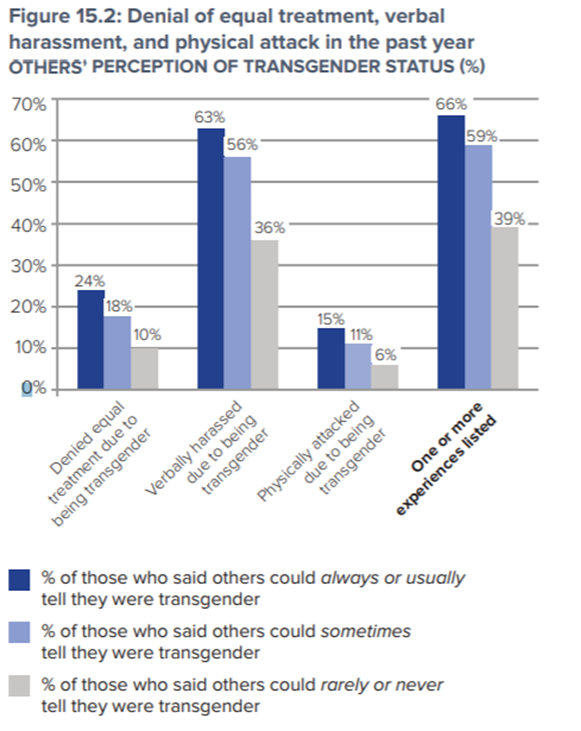 Figure 15.2: Denial of equal treatment, verbal
harassment, and physical attack in the past year
OTHERS' PERCEPTION OF TRANSGENDER STATUS (%)
70%
60%
50%
40%
30%
20%
10%
0%
24%
18%
10%
63%
56%
36%
15%
11%
6%
66%
59%
39%
Denied equal
treatment due to
being transgender
Verbally harassed
due to being
transgender
Physically attacked
due to being
transgender
One or more
experiences listed
% of those who said others could always or usually
tell they were transgender
% of those who said others could sometimes
tell they were transgender
% of those who said others could rarely or never
tell they were transgender